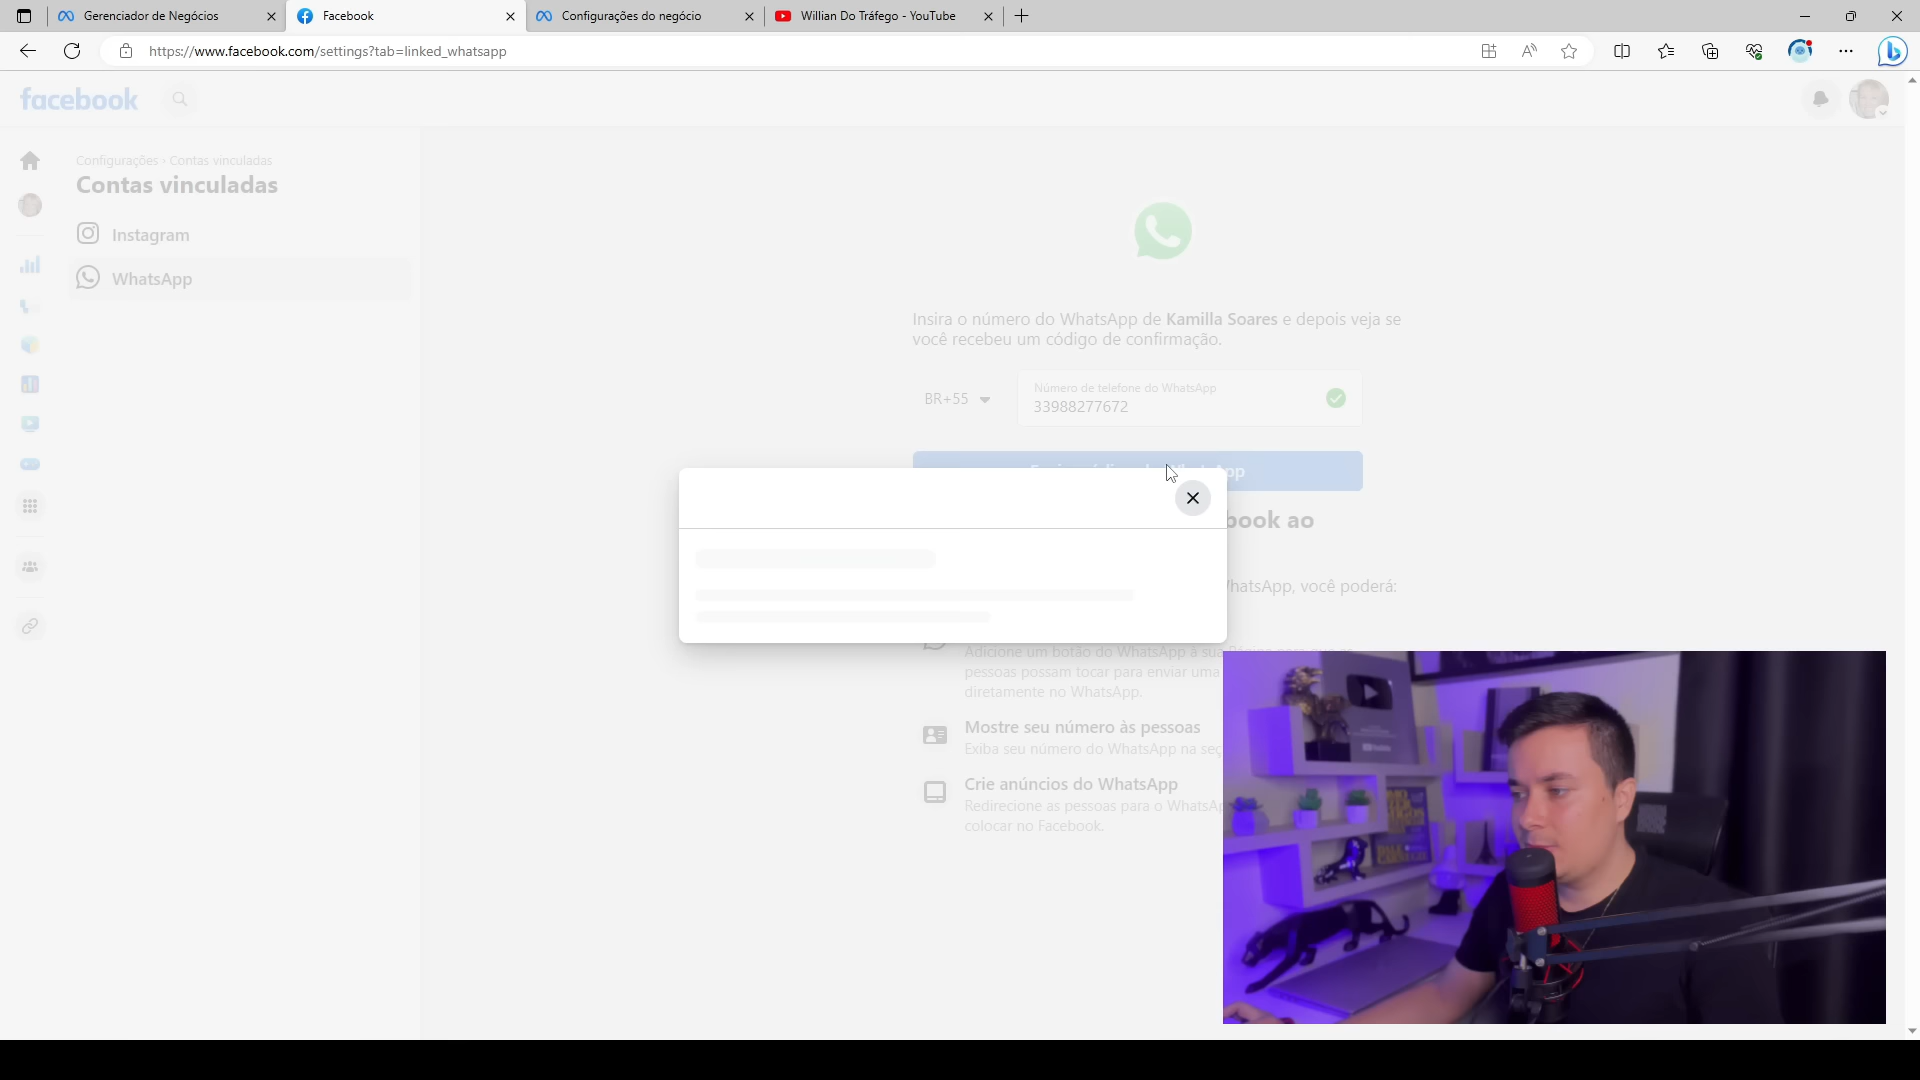 Gerenciador de Negócios
Facebook
Configurações do negócio
Willian Do Tráfego - YouTube
https://www.facebook.com/settings?tab=linked_whatsapp
facebook
Configurações › Contas vinculadas
Contas vinculadas
Instagram
WhatsApp
Insira o número do WhatsApp de Kamilla Soares e depois veja se
você recebeu um código de confirmação.
BR+55
Número de telefone do WhatsApp
33988277672
book ao
WhatsApp, você poderá:
Adicione um botão do WhatsApp à sua
pessoas possam tocar para enviar uma
diretamente no WhatsApp.
Mostre seu número às pessoas
Exiba seu número do WhatsApp na seç
Crie anúncios do WhatsApp
Redirecione as pessoas para o WhatsAp
colocar no Facebook.